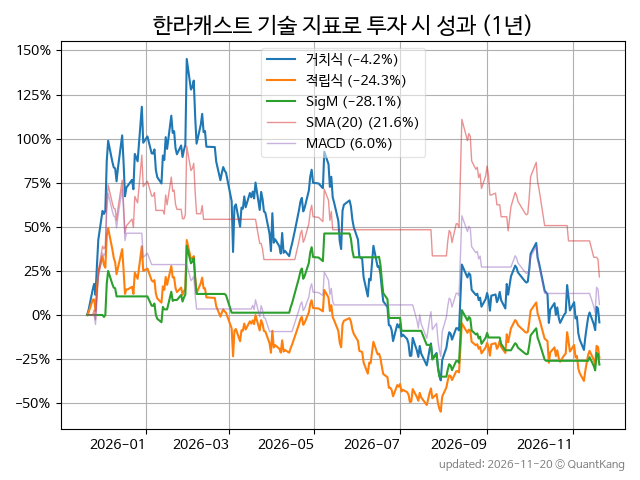 한라캐스트 기술 지표로 투자 시 성과 (1년)
150%
125%
100%
75%
50%
25%
0%
−25%
−50%
거치식 (-4.2%)
적립식 (-24.3%)
SigM (-28.1%)
SMA(20) (21.6%)
MACD (6.0%)
2026-01 2026-03 2026-05 2026-07 2026-09 2026-11
updated: 2026-11-20 © QuantKang